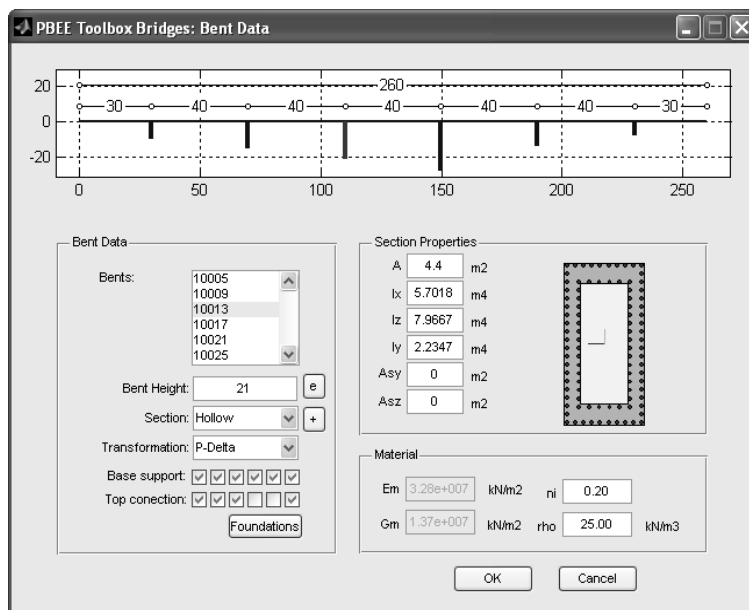 PBEE Toolbox Bridges: Bent Data
20
0
-20
260
30 40 40 40 40 40 30
0 50 100 150 200 250
Bent Data
Bents:
10005
10009
10013
10017
10021
10025
Bent Height: 21 e
Section: Hollow +
Transformation: P-Delta
Base support:
Top conection:
Foundations
Section Properties
A 4.4 m2
Ix 5.7018 m4
Iz 7.9667 m4
Iy 2.2347 m4
Asy 0 m2
Asz 0 m2
Material
Em 3.28e+007 kN/m2 ni 0.20
Gm 1.37e+007 kN/m2 rho 25.00 kN/m3
OK Cancel